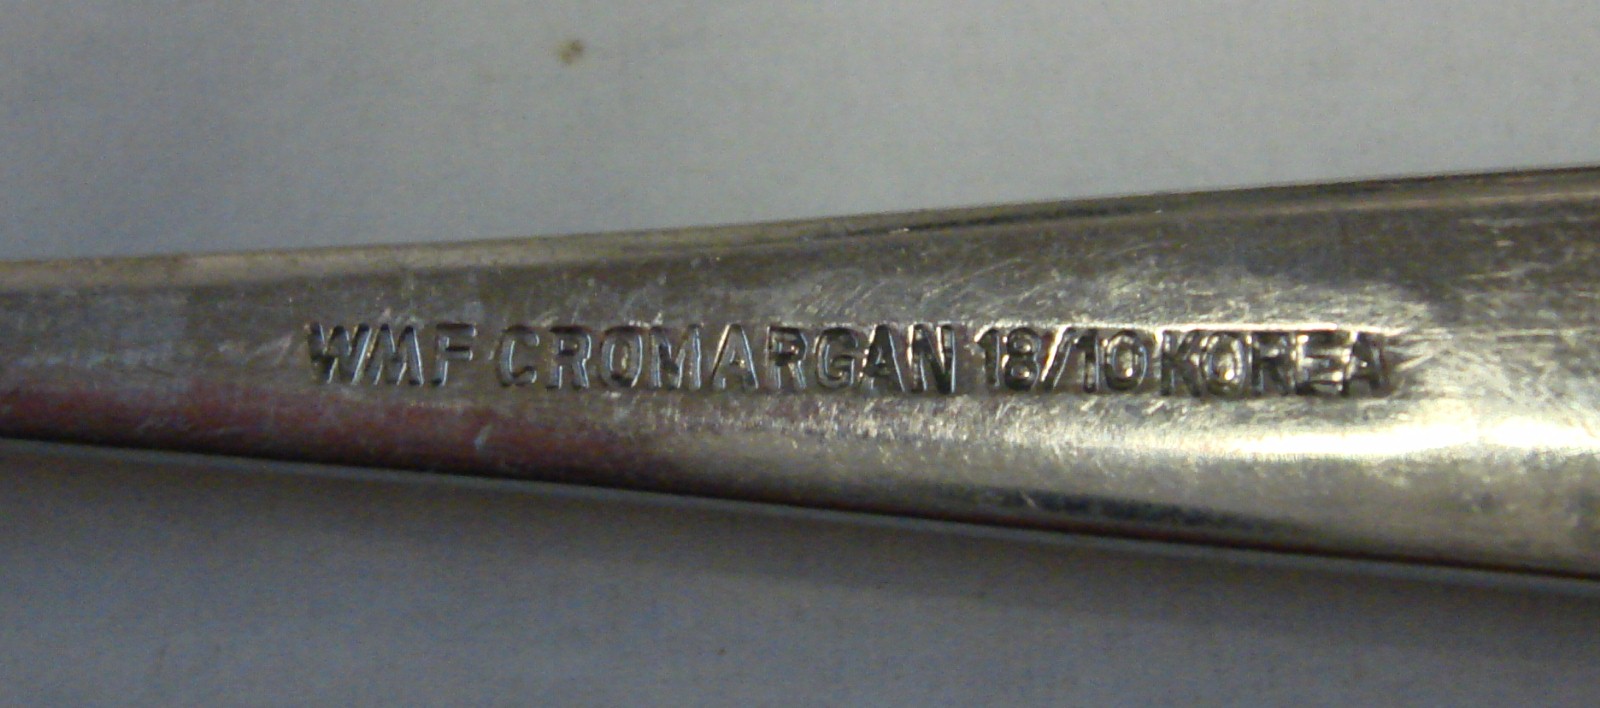 WMF CROMARGAN 18/10 KOREA